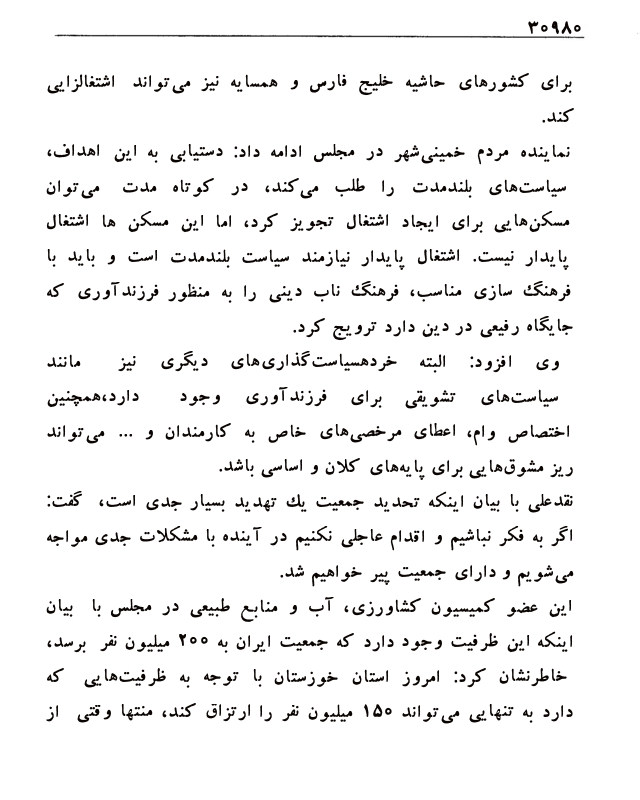 ۳۰۹۸۰
برای کشورهای حاشیه خلیج فارس و همسایه نیز می‌تواند اشتغالزایی
کند.
نماینده مردم خمینی‌شهر در مجلس ادامه داد: دستیابی به این اهداف،
سیاست‌های بلندمدت را طلب می‌کند، در کوتاه مدت می‌توان
مسکن‌هایی برای ایجاد اشتغال تجویز کرد، اما این مسکن ها اشتغال
پایدار نیست. اشتغال پایدار نیازمند سیاست بلندمدت است و باید با
فرهنگ سازی مناسب، فرهنگ ناب دینی را به منظور فرزندآوری که
جایگاه رفیعی در دین دارد ترویج کرد.
وی افزود: البته خردهسیاست‌گذاری‌های دیگری نیز مانند
سیاست‌های تشویقی برای فرزندآوری وجود دارد،همچنین
اختصاص وام، اعطای مرخصی‌های خاص به کارمندان و ... می‌تواند
ریز مشوق‌هایی برای پایه‌های کلان و اساسی باشد.
نقدعلی با بیان اینکه تحدید جمعیت یك تهدید بسیار جدی است، گفت:
اگر به فکر نباشیم و اقدام عاجلی نکنیم در آینده با مشکلات جدی مواجه
می‌شویم و دارای جمعیت پیر خواهیم شد.
این عضو کمیسیون کشاورزی، آب و منابع طبیعی در مجلس با بیان
اینکه این ظرفیت وجود دارد که جمعیت ایران به ۲۰۰ میلیون نفر برسد،
خاطرنشان کرد: امروز استان خوزستان با توجه به ظرفیت‌هایی که
دارد به تنهایی می‌تواند ۱۵۰ میلیون نفر را ارتزاق کند، منتها وقتی از